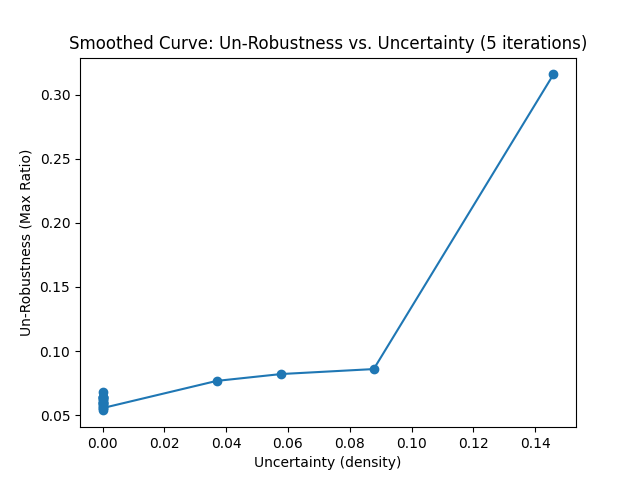 Smoothed Curve: Un-Robustness vs. Uncertainty (5 iterations)
0.30
0.25
0.20
0.15
0.10
0.05
Un-Robustness (Max Ratio)
0.00 0.02 0.04 0.06 0.08 0.10 0.12 0.14
Uncertainty (density)